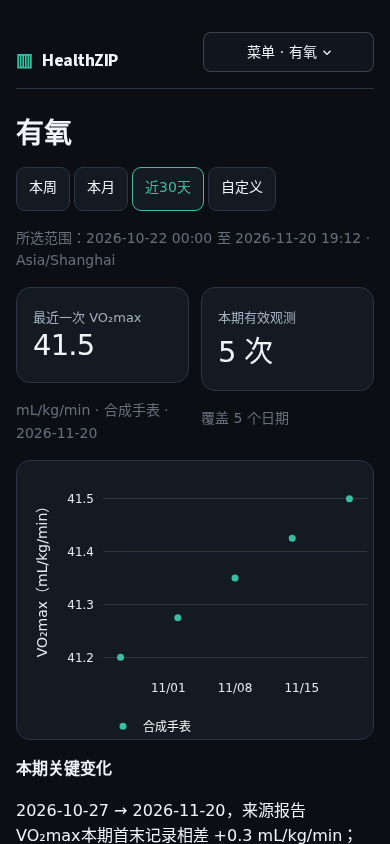 HealthZIP
菜单 · 有氧
有氧
本周
本月
近30天
自定义
所选范围：2026-10-22 00:00 至 2026-11-20 19:12 ·
Asia/Shanghai
最近一次 VO₂max
41.5
本期有效观测
5 次
mL/kg/min · 合成手表 ·
2026-11-20
覆盖 5 个日期
VO₂max（mL/kg/min）
41.5
41.4
41.3
41.2
11/01
11/08
11/15
合成手表
本期关键变化
2026-10-27 → 2026-11-20，来源报告
VO₂max本期首末记录相差 +0.3 mL/kg/min；